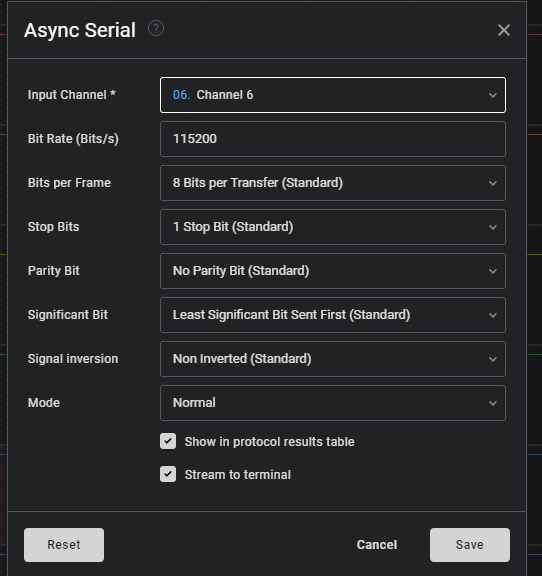 Async Serial ?
Input Channel * 06. Channel 6
Bit Rate (Bits/s) 115200
Bits per Frame 8 Bits per Transfer (Standard)
Stop Bits 1 Stop Bit (Standard)
Parity Bit No Parity Bit (Standard)
Significant Bit Least Significant Bit Sent First (Standard)
Signal inversion Non Inverted (Standard)
Mode Normal
Show in protocol results table
Stream to terminal
Reset Cancel Save